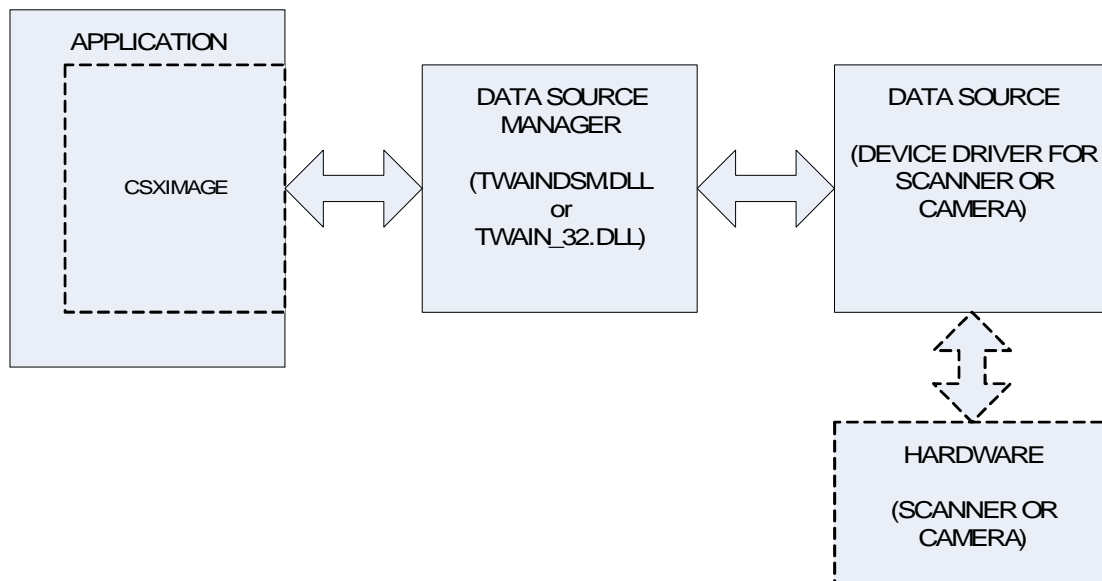 APPLICATION
CSXIMAGE
DATA SOURCE
MANAGER
(TWAINDSM.DLL
or
TWAIN_32.DLL)
DATA SOURCE
(DEVICE DRIVER FOR
SCANNER OR
CAMERA)
HARDWARE
(SCANNER OR
CAMERA)